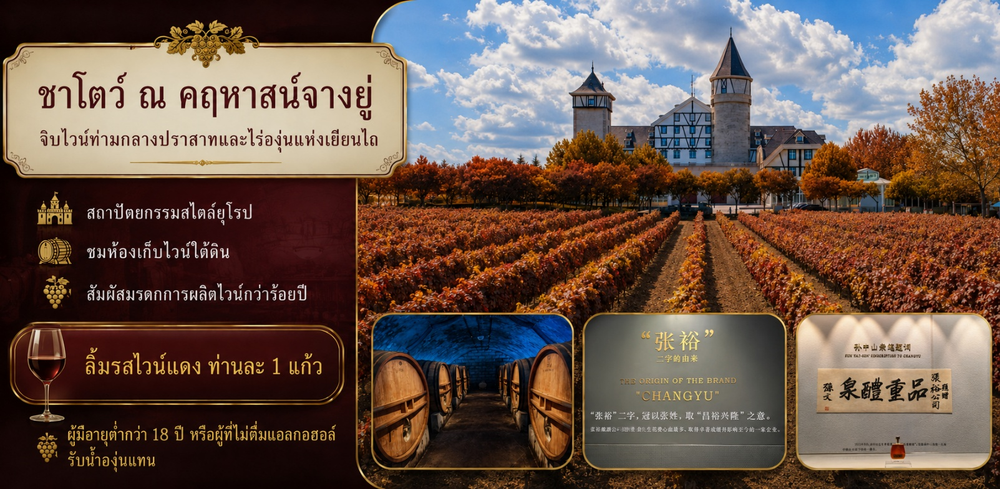 ชาโตว์ ณ คฤหาสน์จางยู่
จิบไวน์ท่ามกลางปราสาทและไร่องุ่นแห่งเยียนไถ
สถาปัตยกรรมสไตล์ยุโรป
ชมห้องเก็บไวน์ใต้ดิน
สัมผัสมรดกการผลิตไวน์กว่าร้อยปี
ลิ้มรสไวน์แดง ท่านละ 1 แก้ว
ผู้มีอายุต่ำกว่า 18 ปี หรือผู้ที่ไม่ดื่มแอลกอฮอล์
รับน้ำองุ่นแทน
“张裕”
二字的由来
THE ORIGIN OF THE BRAND
"CHANGYU"
“张裕”二字，冠以张姓，取“昌裕兴隆”之意。
孙中山
SUN YAT-SEN' INSCRIPTION TO CHANGYU
張裕公司
題贈
品重醴泉
孫文